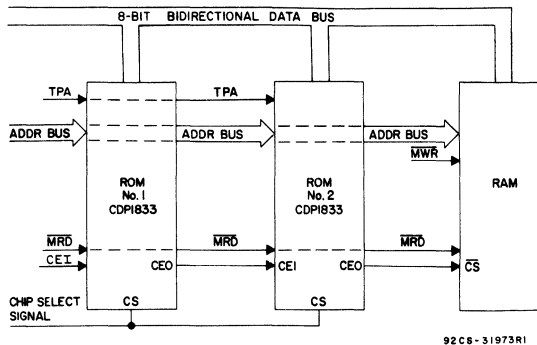 8-BIT BIDIRECTIONAL DATA BUS
TPA
TPA
ADDR BUS
ADDR BUS
ADDR BUS
MWR
ROM
No. 1
CDP1833
ROM
No. 2
CDP1833
RAM
MRD
MRD
MRD
CEI
CEO
CEI
CEO
CS
CHIP SELECT
SIGNAL
CS
CS
92CS-31973R1